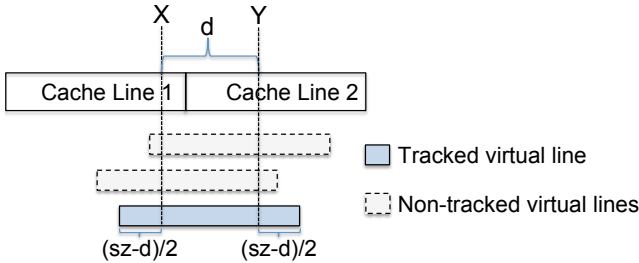 X Y
d
Cache Line 1 Cache Line 2
Tracked virtual line
Non-tracked virtual lines
(sz-d)/2 (sz-d)/2